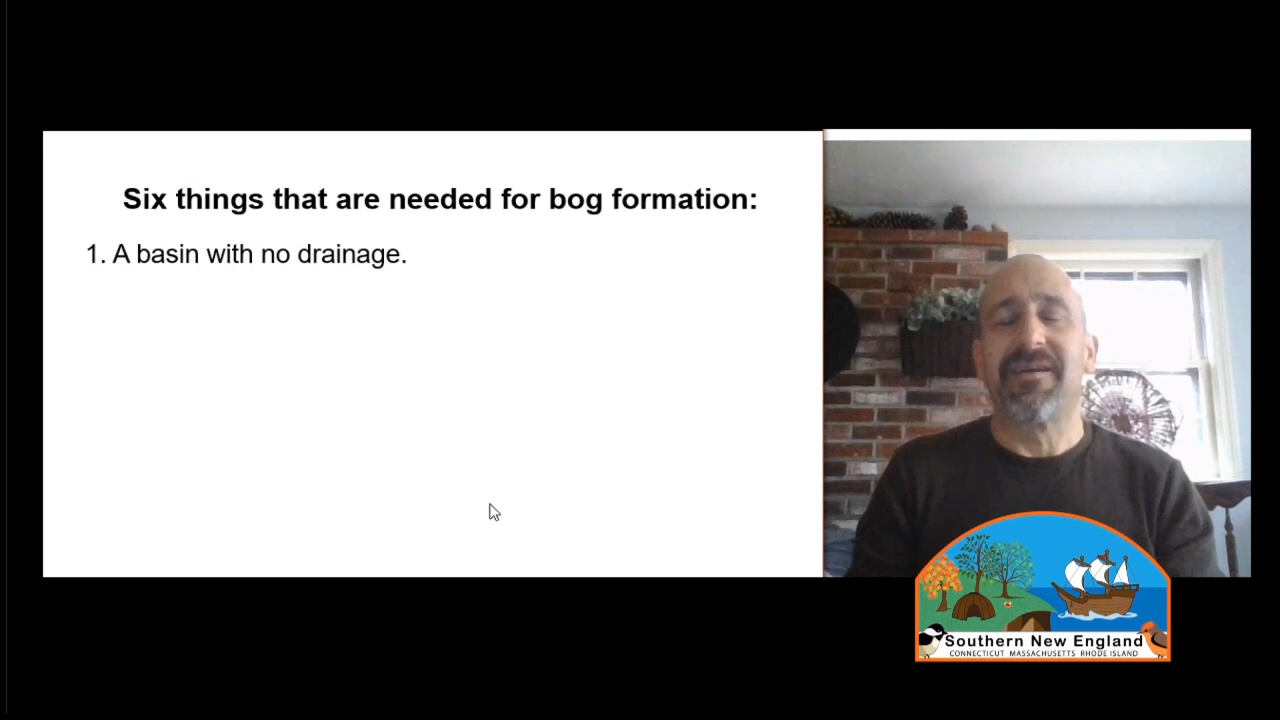 Six things that are needed for bog formation:
1. A basin with no drainage.
Southern New England
CONNECTICUT MASSACHUSETTS RHODE ISLAND